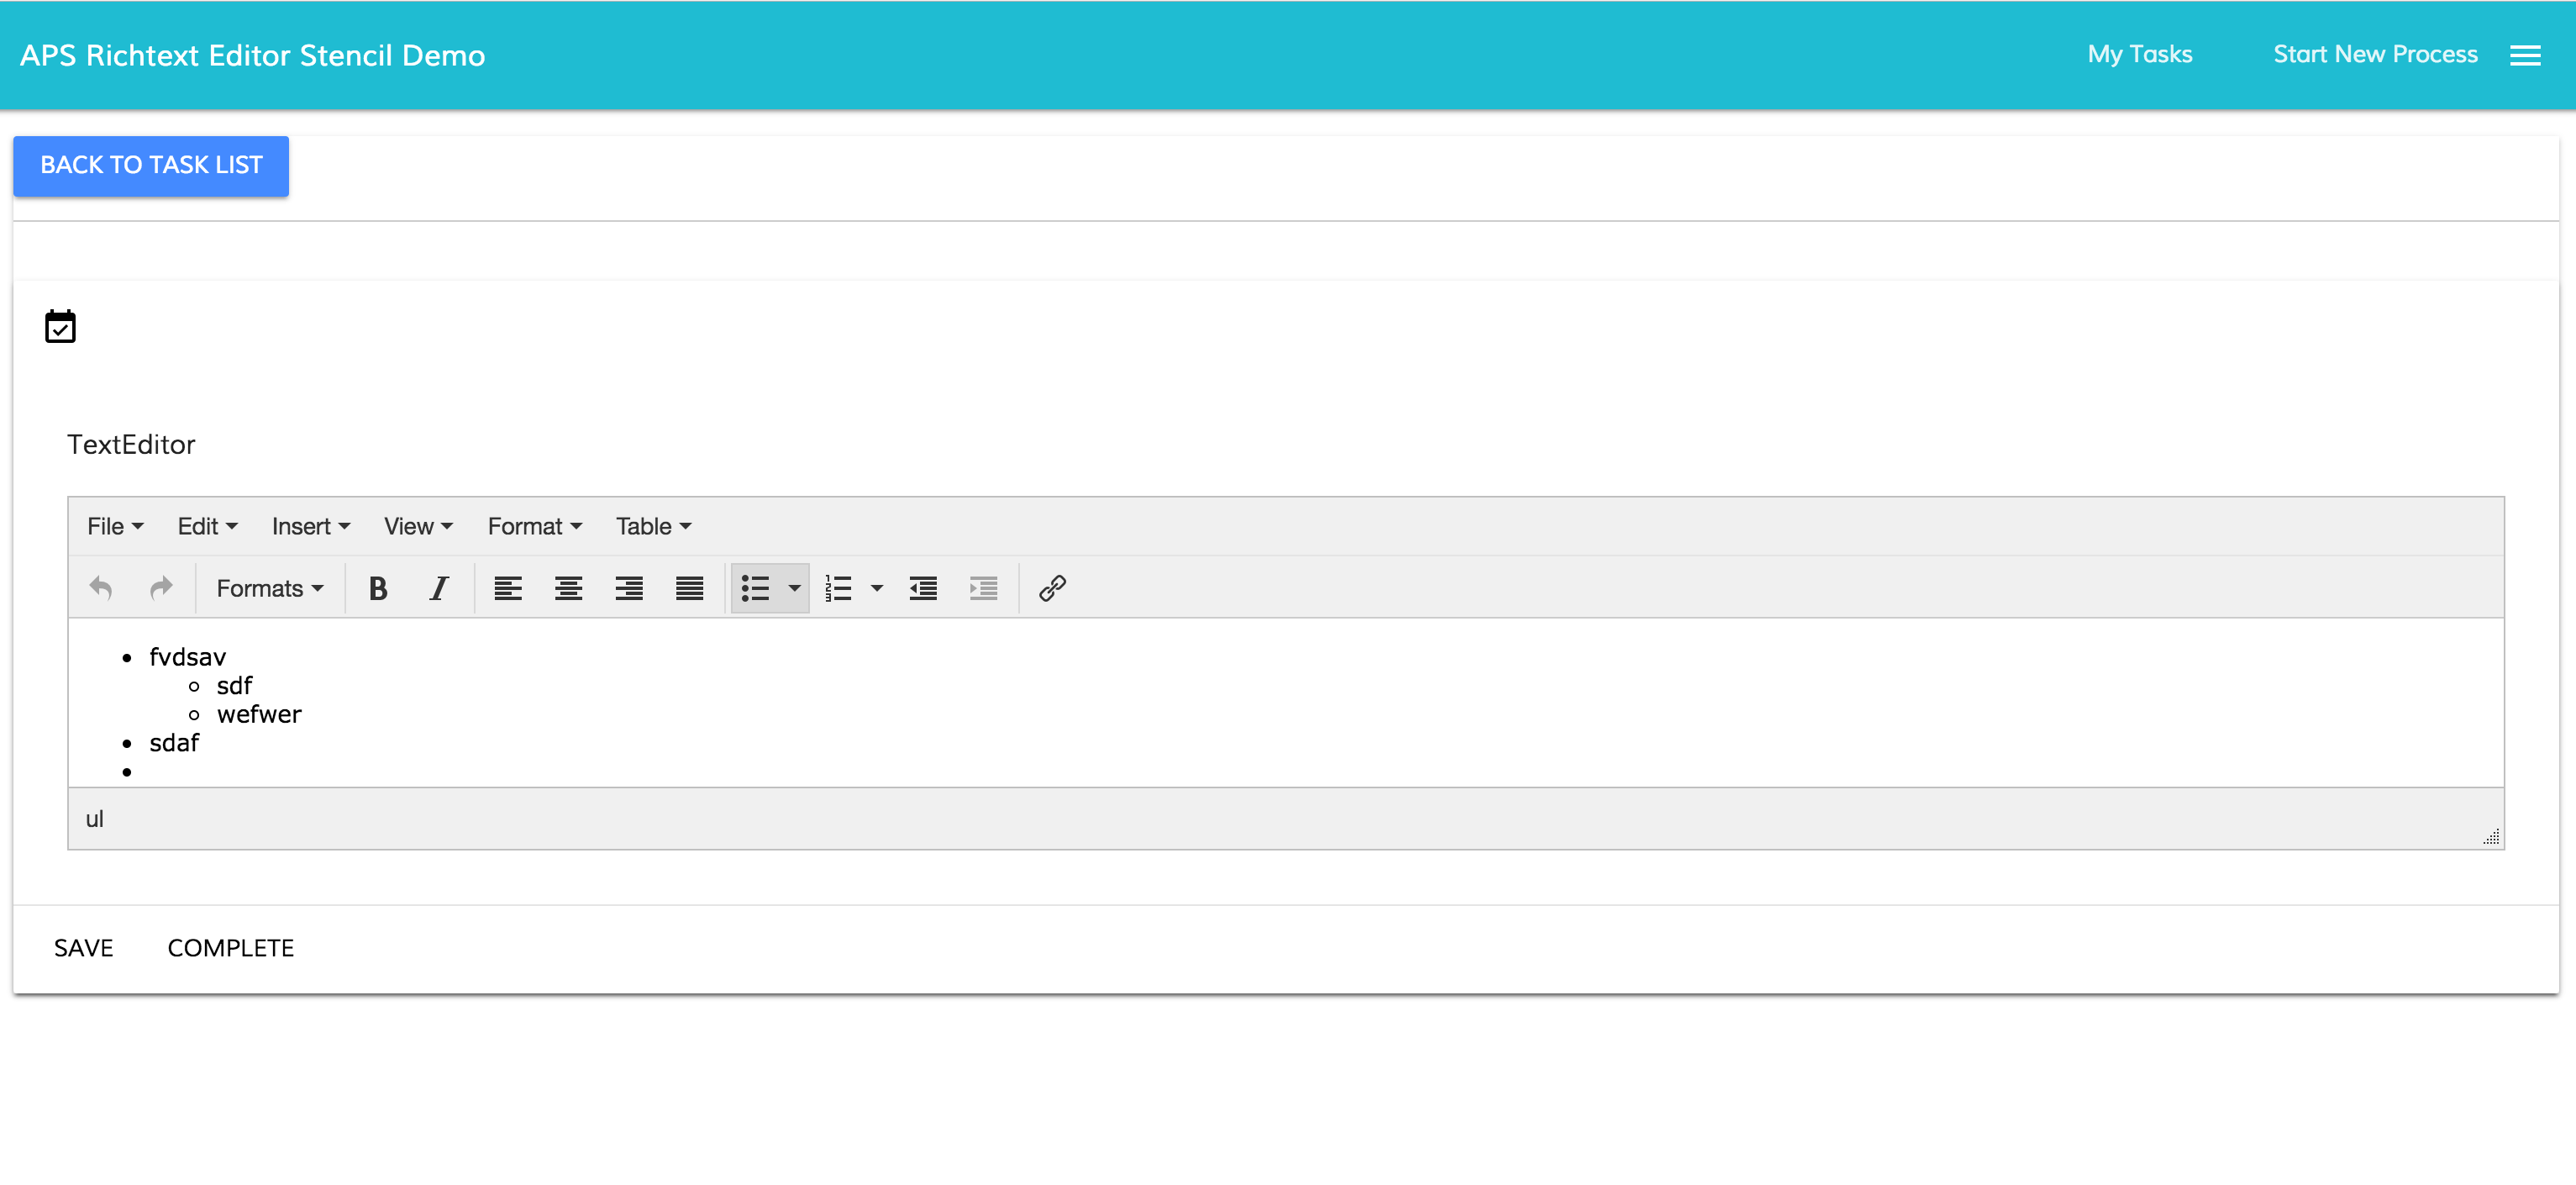 APS Richtext Editor Stencil Demo My Tasks Start New Process
BACK TO TASK LIST
TextEditor
File Edit Insert View Format Table
Formats B I
fvdsav
sdf
wefwer
sdaf
ul
SAVE COMPLETE